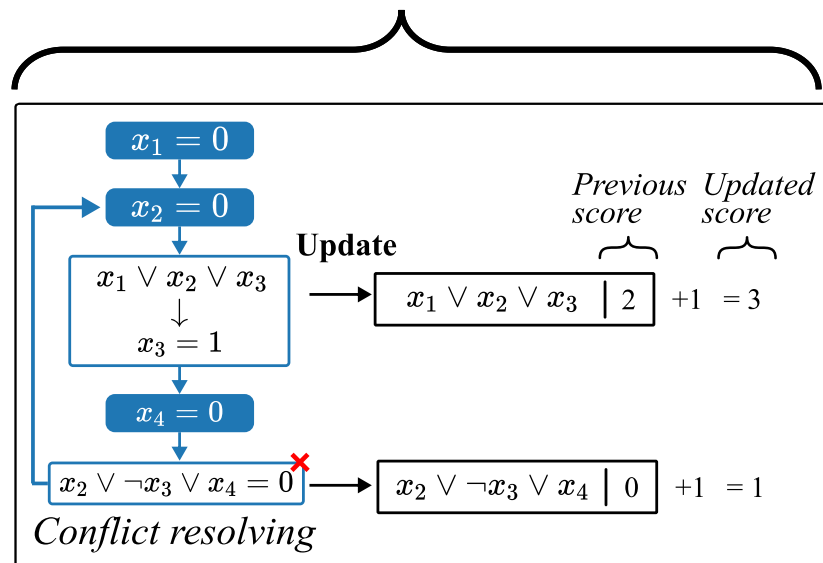 x₁ = 0
x₂ = 0
Previous score
Updated score
Update
x₁ ∨ x₂ ∨ x₃
↓
x₃ = 1
x₁ ∨ x₂ ∨ x₃ | 2 +1 = 3
x₄ = 0
x₂ ∨ ¬x₃ ∨ x₄ = 0
x₂ ∨ ¬x₃ ∨ x₄ | 0 +1 = 1
Conflict resolving